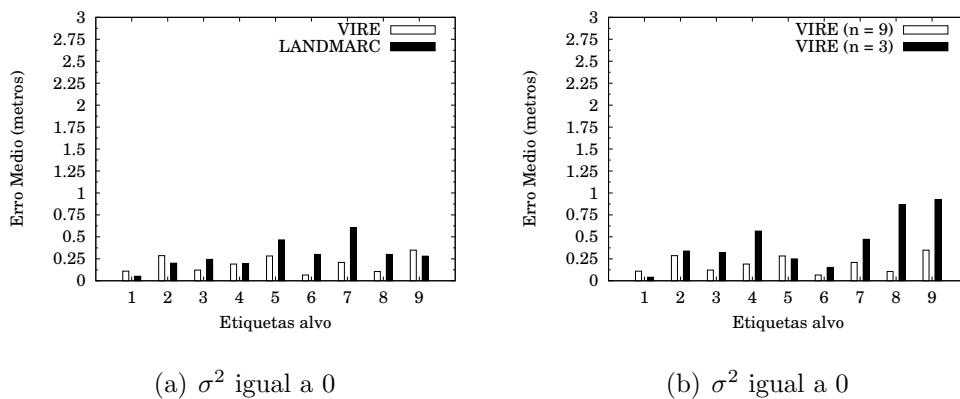 3
2.75
2.5
2.25
2
1.75
1.5
1.25
1
0.75
0.5
0.25
0
Erro Medio (metros)
VIRE
LANDMARC
1 2 3 4 5 6 7 8 9
Etiquetas alvo
(a) σ² igual a 0
3
2.75
2.5
2.25
2
1.75
1.5
1.25
1
0.75
0.5
0.25
0
Erro Medio (metros)
VIRE (n = 9)
VIRE (n = 3)
1 2 3 4 5 6 7 8 9
Etiquetas alvo
(b) σ² igual a 0